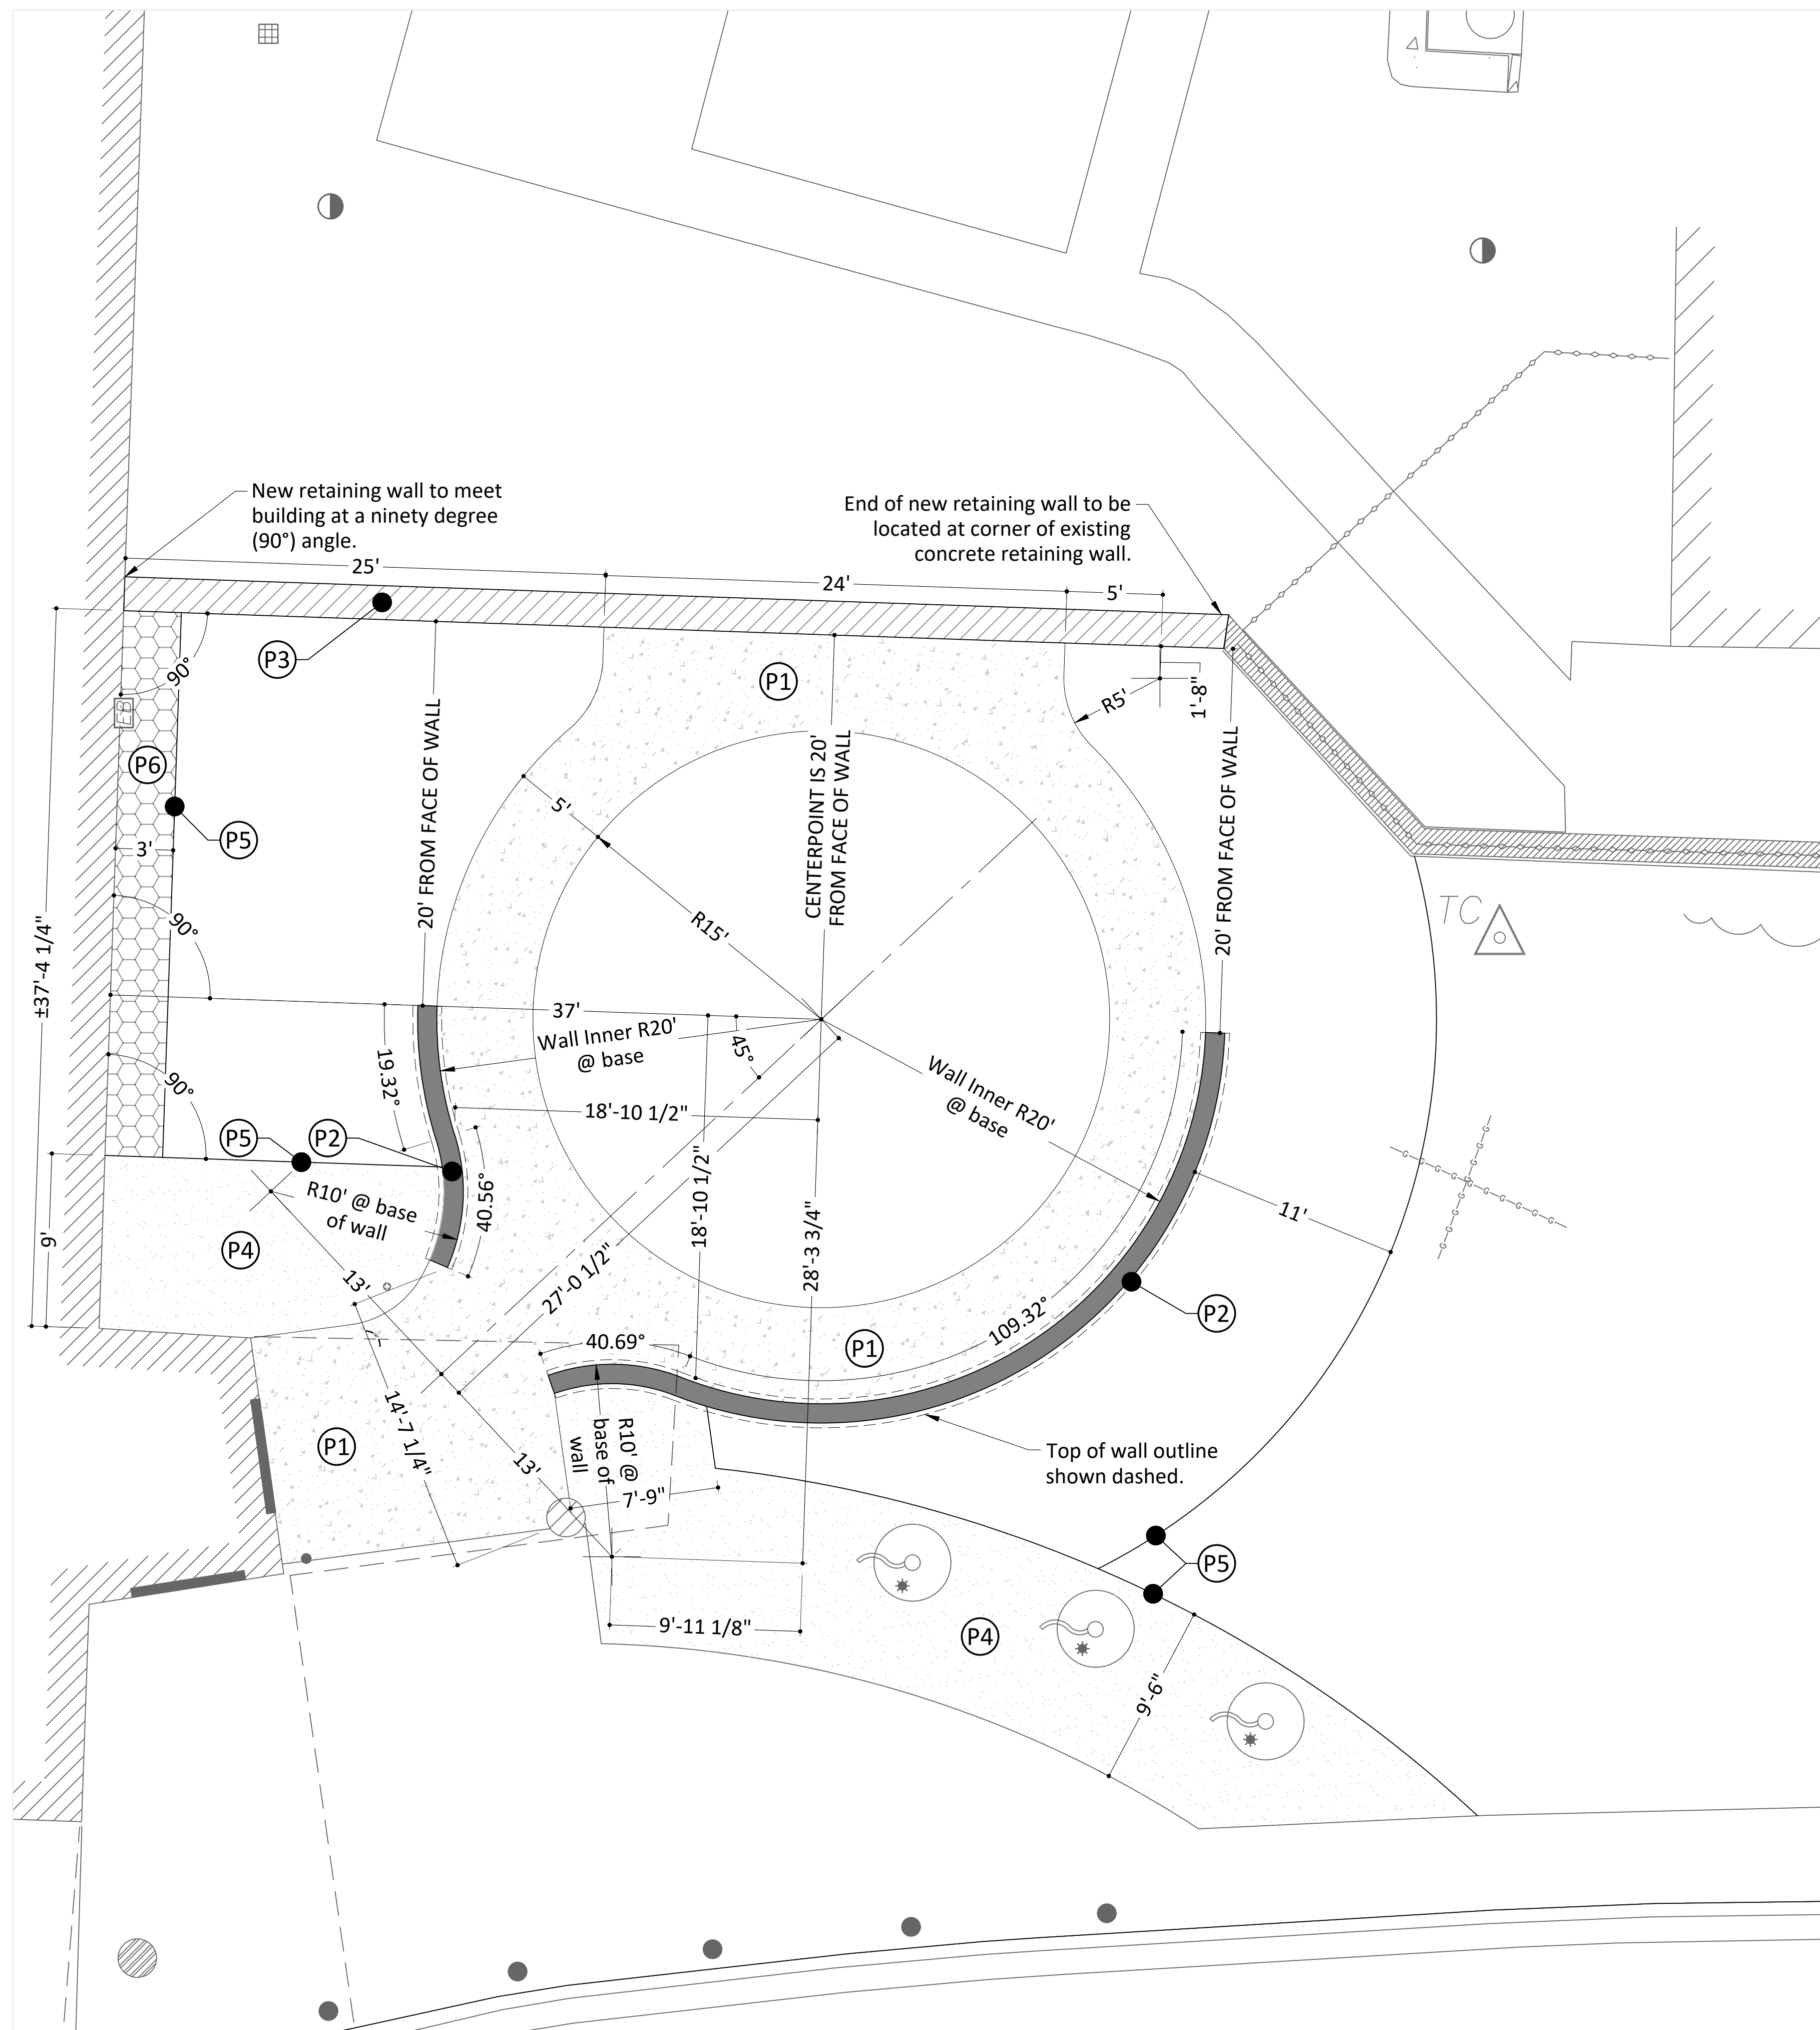 New retaining wall to meet
building at a ninety degree
(90°) angle.
End of new retaining wall to be
located at corner of existing
concrete retaining wall.
25'
24'
5'
P3
P1
90°
EB
R5'
1'-8"
P6
P5
3'
20' FROM FACE OF WALL
CENTERPOINT IS 20'
FROM FACE OF WALL
20' FROM FACE OF WALL
5'
R15'
TC
±37'-4 1/4"
90°
37'
Wall Inner R20'
@ base
45°
Wall Inner R20'
@ base
19.32°
90°
18'-10 1/2"
P5
P2
R10' @ base
of wall
40.56°
18'-10 1/2"
28'-3 3/4"
11'
G G G G G G
G G G G G
9'
P4
13'
27'-0 1/2"
P2
109.32°
40.69°
P1
P1
14'-7 1/4"
13'
R10' @
base of
wall
7'-9"
Top of wall outline
shown dashed.
P5
9'-11 1/8"
P4
9'-6"